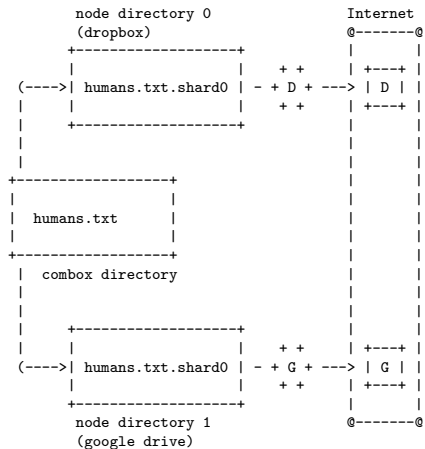 node directory 0 Internet
(dropbox) @-------@
+-------------------+ | |
| | + + | +---+ |
(---->| humans.txt.shard0 | - + D + ---> | D | |
| | | + + | +---+ |
| +-------------------+ | |
| | |
| | |
+-------------------+ | |
| | | |
| humans.txt | | |
| | | |
+-------------------+ | |
| combox directory | |
| | |
| | |
| +-------------------+ | |
| | | + + | +---+ |
(---->| humans.txt.shard0 | - + G + ---> | G | |
| | + + | +---+ |
+-------------------+ | |
node directory 1 @-------@
(google drive)